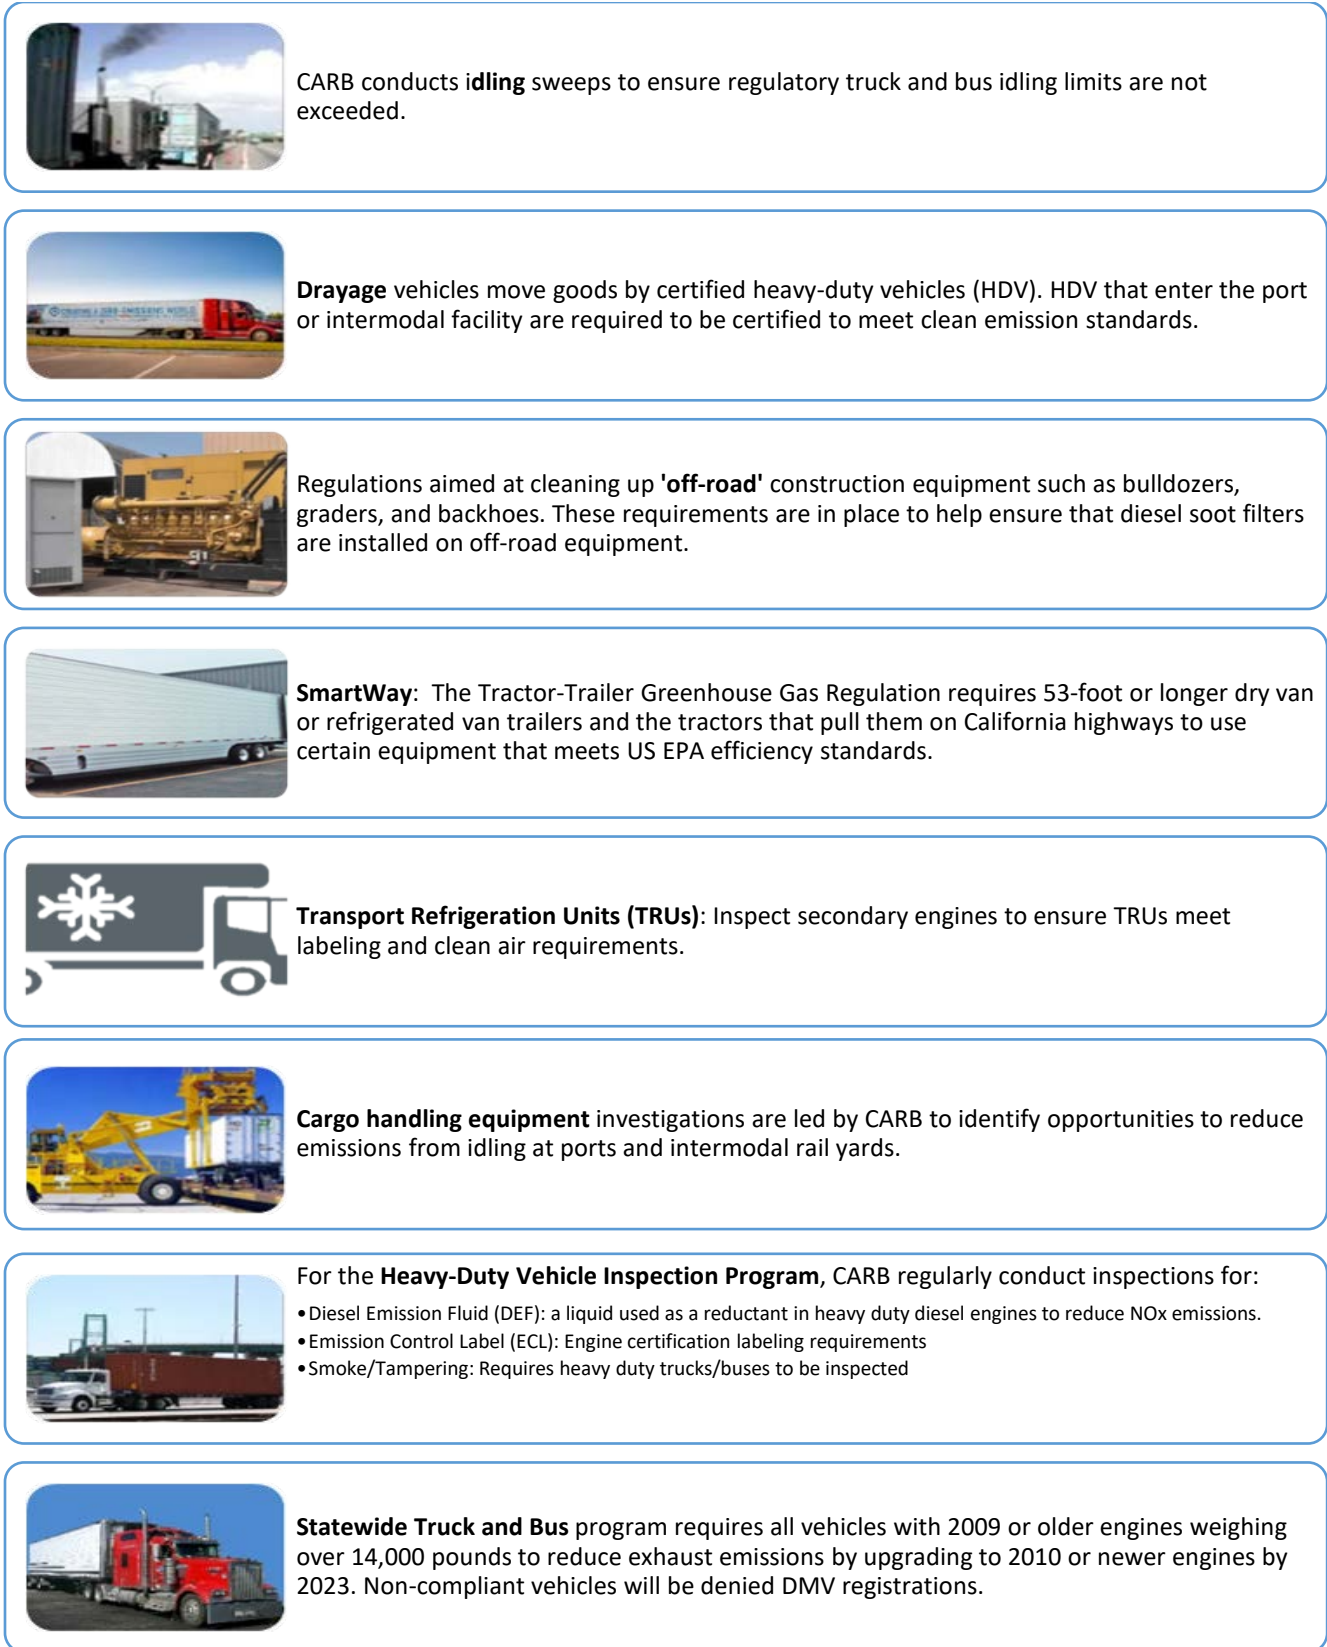 CARB conducts idling sweeps to ensure regulatory truck and bus idling limits are not
exceeded.
Drayage vehicles move goods by certified heavy-duty vehicles (HDV). HDV that enter the port
or intermodal facility are required to be certified to meet clean emission standards.
Regulations aimed at cleaning up 'off-road' construction equipment such as bulldozers,
graders, and backhoes. These requirements are in place to help ensure that diesel soot filters
are installed on off-road equipment.
SmartWay:  The Tractor-Trailer Greenhouse Gas Regulation requires 53-foot or longer dry van
or refrigerated van trailers and the tractors that pull them on California highways to use
certain equipment that meets US EPA efficiency standards.
Transport Refrigeration Units (TRUs): Inspect secondary engines to ensure TRUs meet
labeling and clean air requirements.
Cargo handling equipment investigations are led by CARB to identify opportunities to reduce
emissions from idling at ports and intermodal rail yards.
For the Heavy-Duty Vehicle Inspection Program, CARB regularly conduct inspections for:
•Diesel Emission Fluid (DEF): a liquid used as a reductant in heavy duty diesel engines to reduce NOx emissions.
•Emission Control Label (ECL): Engine certification labeling requirements
•Smoke/Tampering: Requires heavy duty trucks/buses to be inspected
Statewide Truck and Bus program requires all vehicles with 2009 or older engines weighing
over 14,000 pounds to reduce exhaust emissions by upgrading to 2010 or newer engines by
2023. Non-compliant vehicles will be denied DMV registrations.